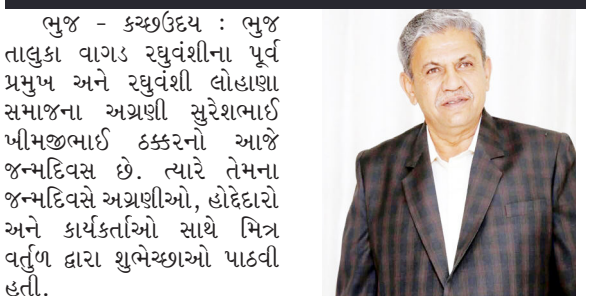 ભુજ - કચ્છઉદય : ભુજ
તાલુકા વાગડ રઘુવંશીના પૂર્વ
પ્રમુખ અને રઘુવંશી લોહાણા
સમાજના અગ્રણી સુરેશભાઈ
ખીમજીભાઈ ઠક્કરનો આજે
જન્મદિવસ છે. ત્યારે તેમના
જન્મદિવસે અગ્રણીઓ, હોદ્દેદારો
અને કાર્યકર્તાઓ સાથે મિત્ર
વર્તુળ દ્વારા શુભેચ્છાઓ પાઠવી
હતી.